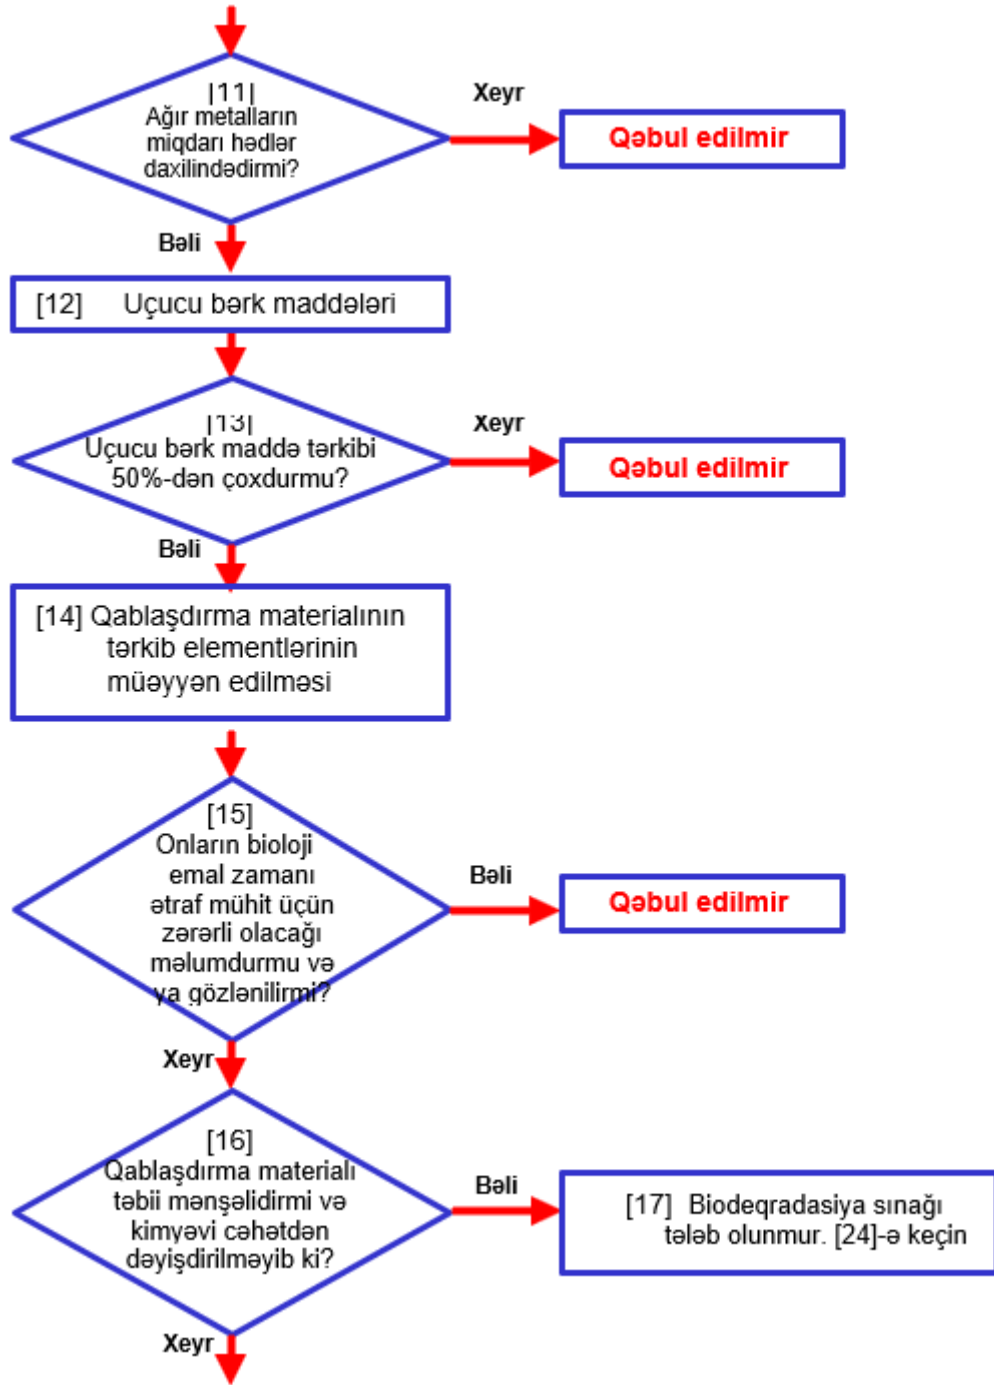 [11]
Ağır metalların
miqdarı hədlər
daxilindədirmi?
Xeyr
Qəbul edilmir
Bəli
[12] Uçucu bərk maddələri
[13]
Uçucu bərk maddə tərkibi
50%-dən çoxdurmu?
Xeyr
Qəbul edilmir
Bəli
[14] Qablaşdırma materialının
tərkib elementlərinin
müəyyən edilməsi
[15]
Onların bioloji
emal zamanı
ətraf mühit üçün
zərərli olacağı
məlumdurmu və
ya gözlənilirmi?
Bəli
Qəbul edilmir
Xeyr
[16]
Qablaşdırma materialı
təbii mənşəlidirmi və
kimyəvi cəhətdən
dəyişdirilməyib ki?
Bəli
[17] Biodeqradasiya sınağı
tələb olunmur. [24]-ə keçin
Xeyr